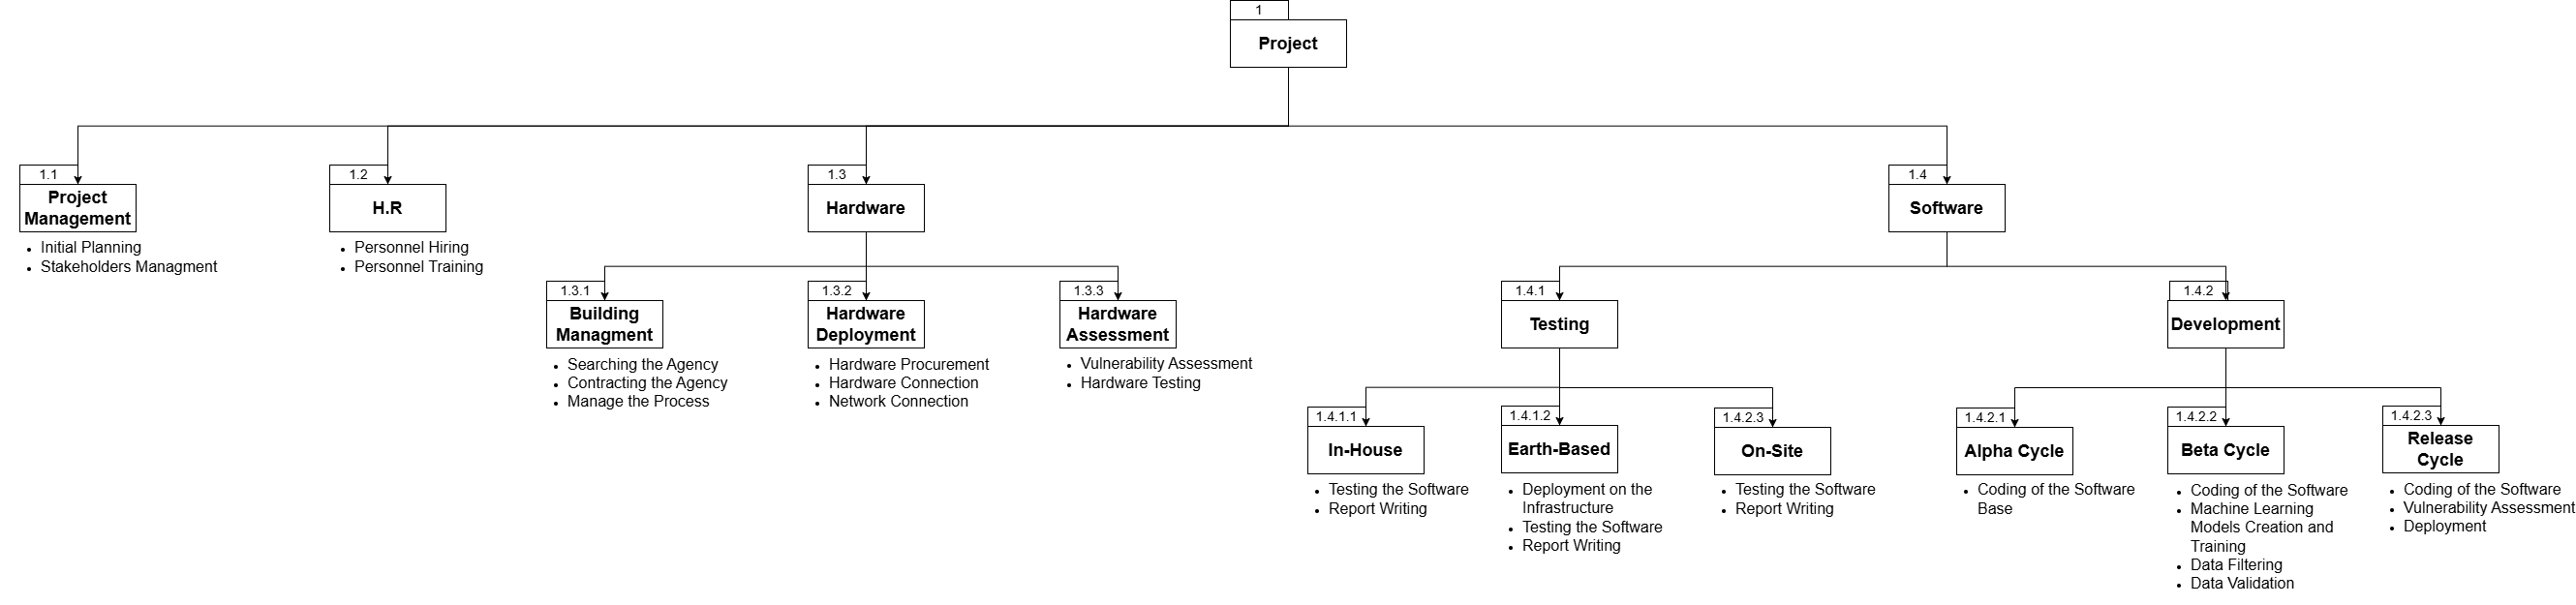 1
Project
1.1
Project
Management
Initial Planning
Stakeholders Managment
1.2
H.R
Personnel Hiring
Personnel Training
1.3
Hardware
1.3.1
Building
Managment
Searching the Agency
Contracting the Agency
Manage the Process
1.3.2
Hardware
Deployment
Hardware Procurement
Hardware Connection
Network Connection
1.3.3
Hardware
Assessment
Vulnerability Assessment
Hardware Testing
1.4
Software
1.4.1
Testing
1.4.1.1
In-House
Testing the Software
Report Writing
1.4.1.2
Earth-Based
Deployment on the
Infrastructure
Testing the Software
Report Writing
1.4.2.3
On-Site
Testing the Software
Report Writing
1.4.2
Development
1.4.2.1
Alpha Cycle
Coding of the Software
Base
1.4.2.2
Beta Cycle
Coding of the Software
Machine Learning
Models Creation and
Training
Data Filtering
Data Validation
1.4.2.3
Release
Cycle
Coding of the Software
Vulnerability Assessment
Deployment